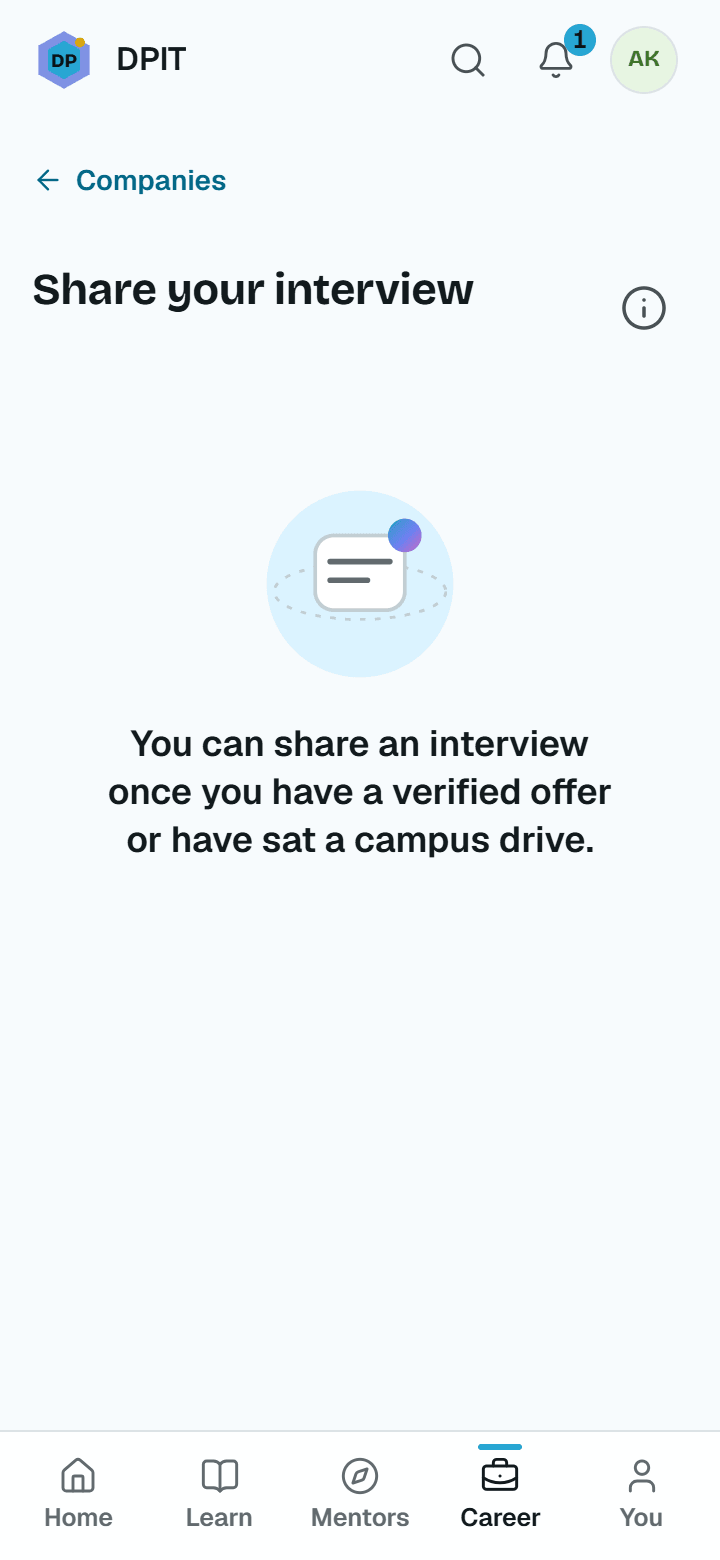 DP
DPIT
1
AK
Companies
Share your interview
You can share an interview
once you have a verified offer
or have sat a campus drive.
Home
Learn
Mentors
Career
You